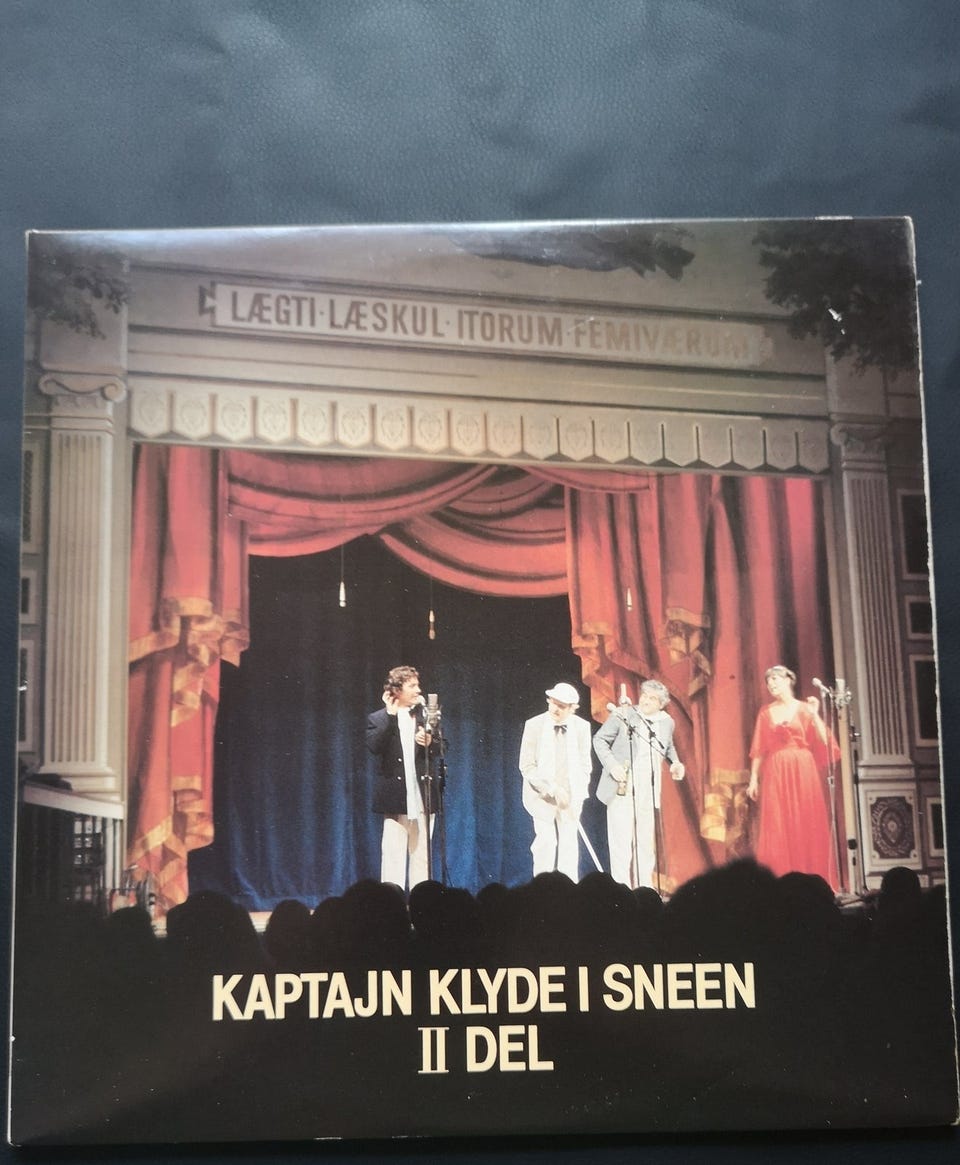 LÆGTI·LÆSKUL·ITORUM·FEMIVÆRUM
KAPTAJN KLYDE I SNEEN
II DEL